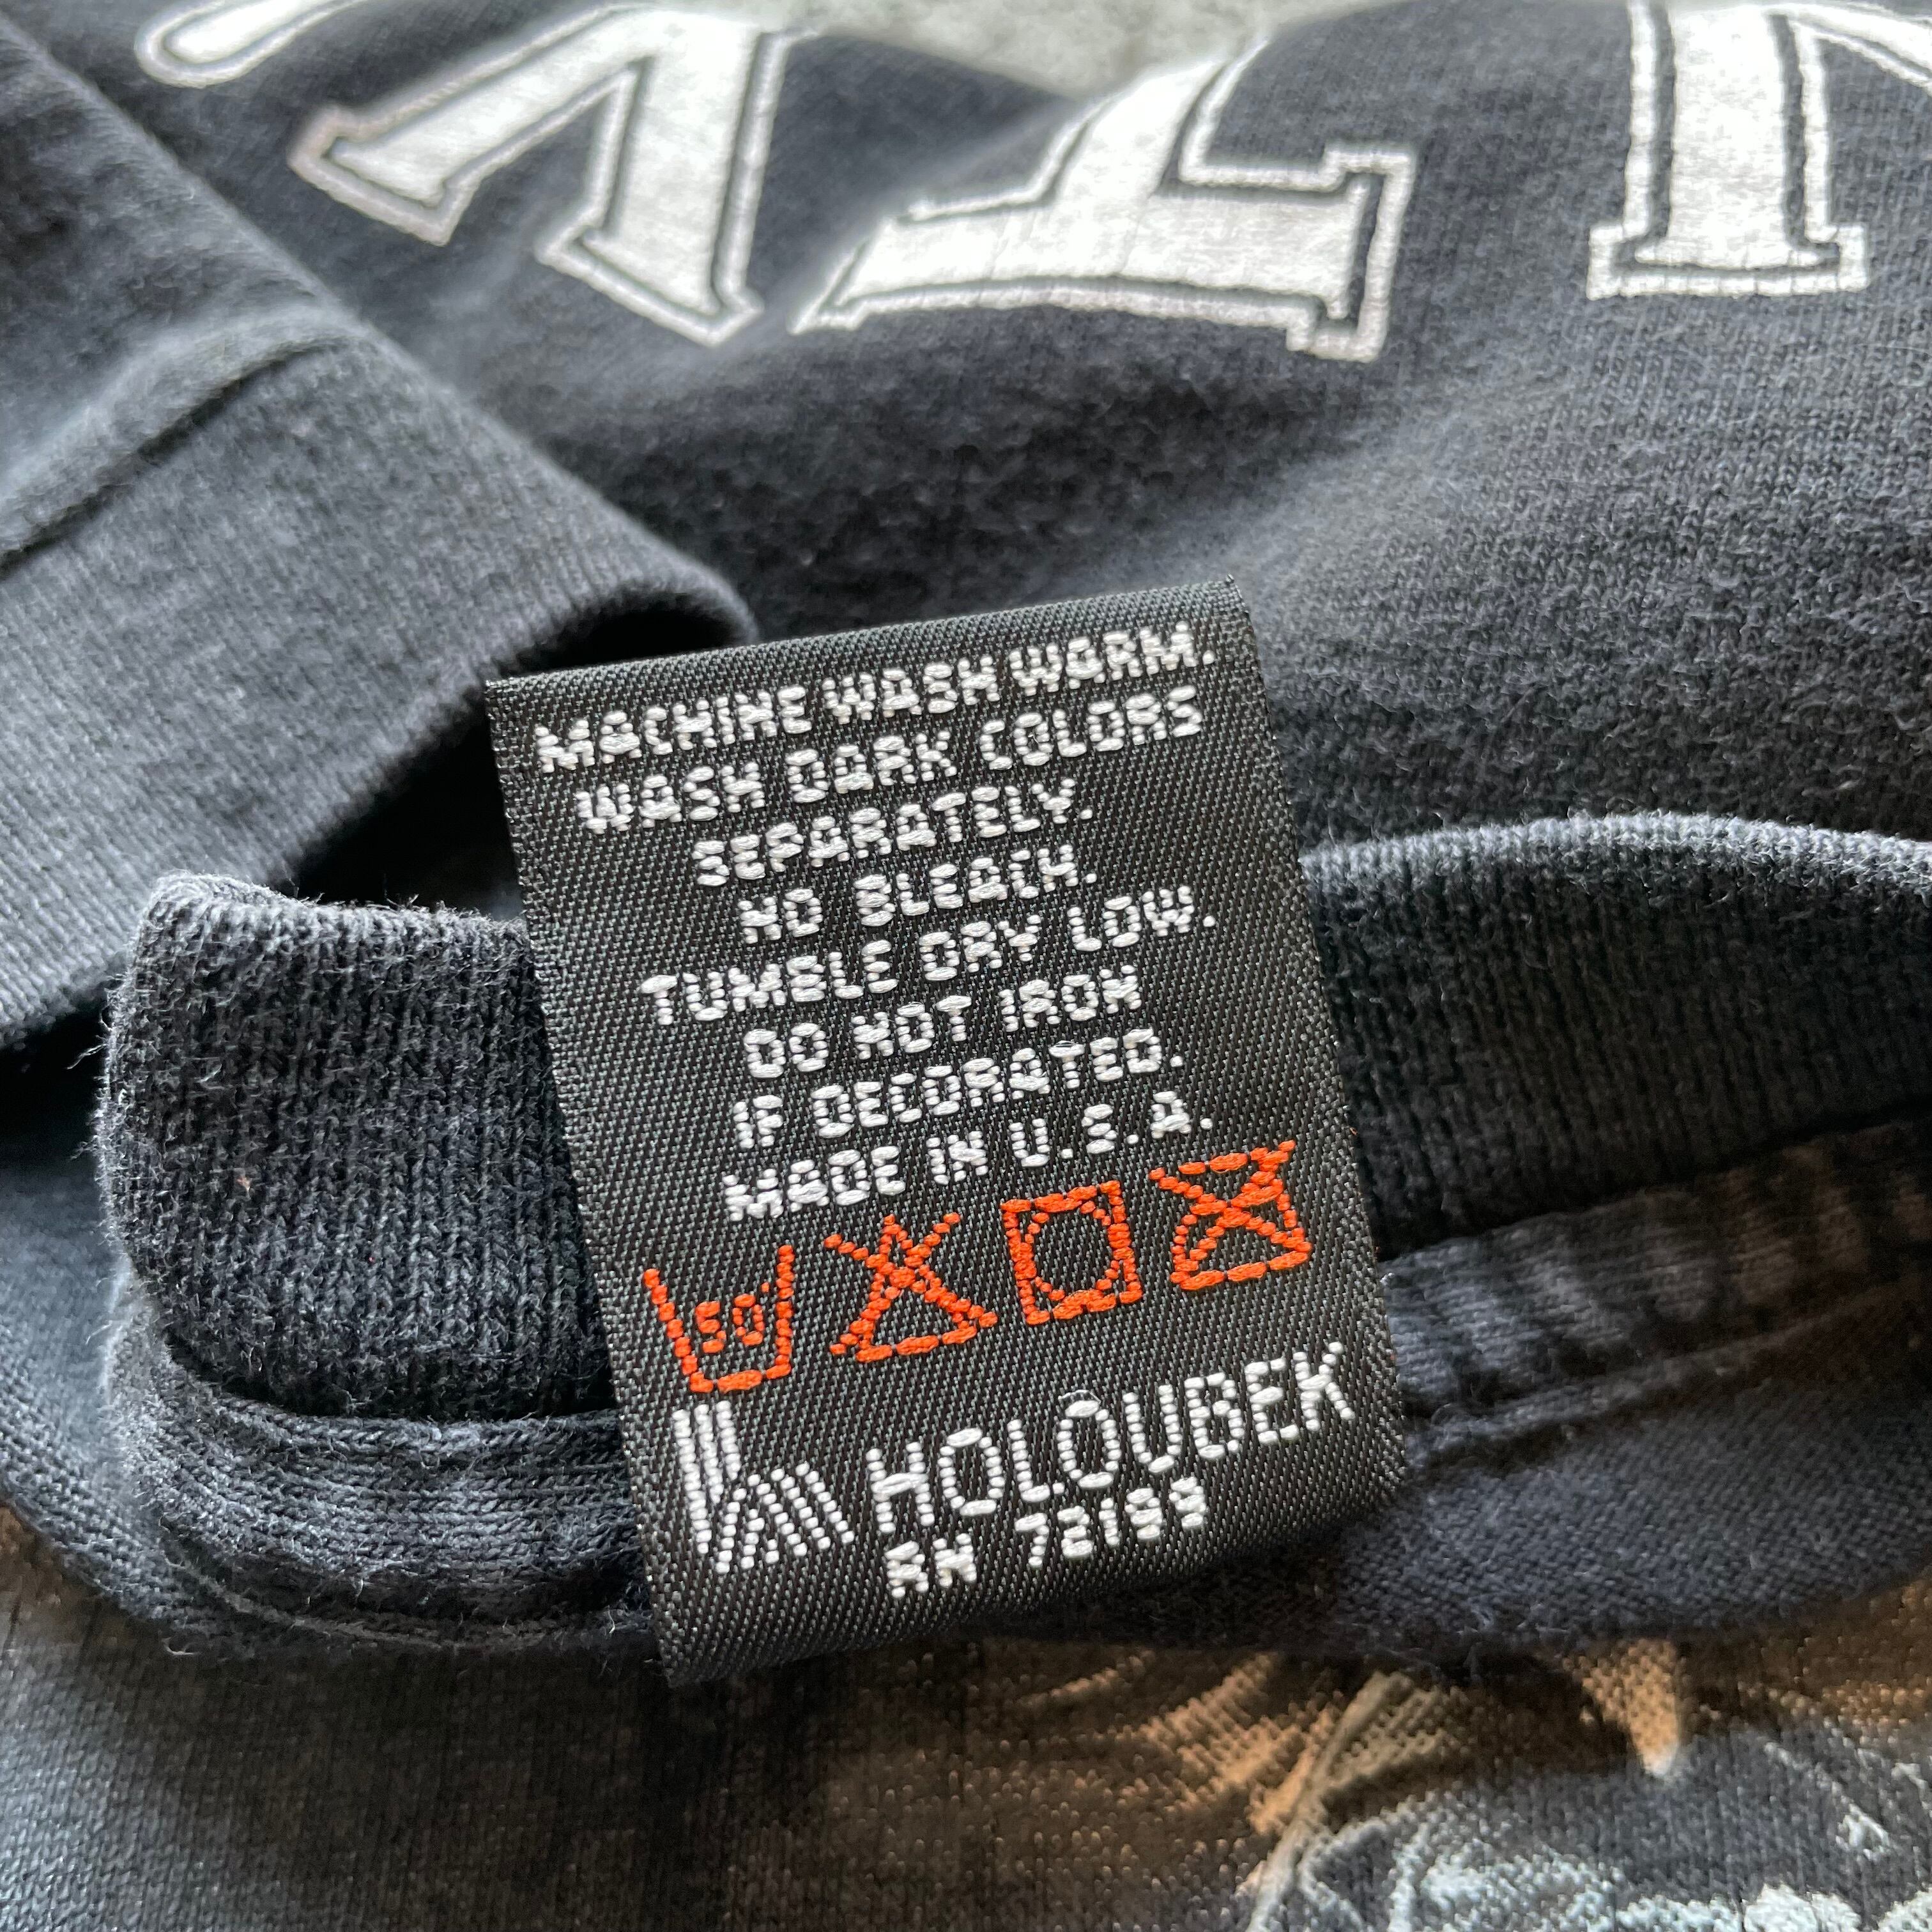 MACHINE WASH WARM.
WASH DARK COLORS
SEPARATELY.
NO BLEACH.
TUMBLE DRY LOW.
DO NOT IRON
IF DECORATED.
MADE IN U.S.A.
50°
HOLOUBEK
RN 72199